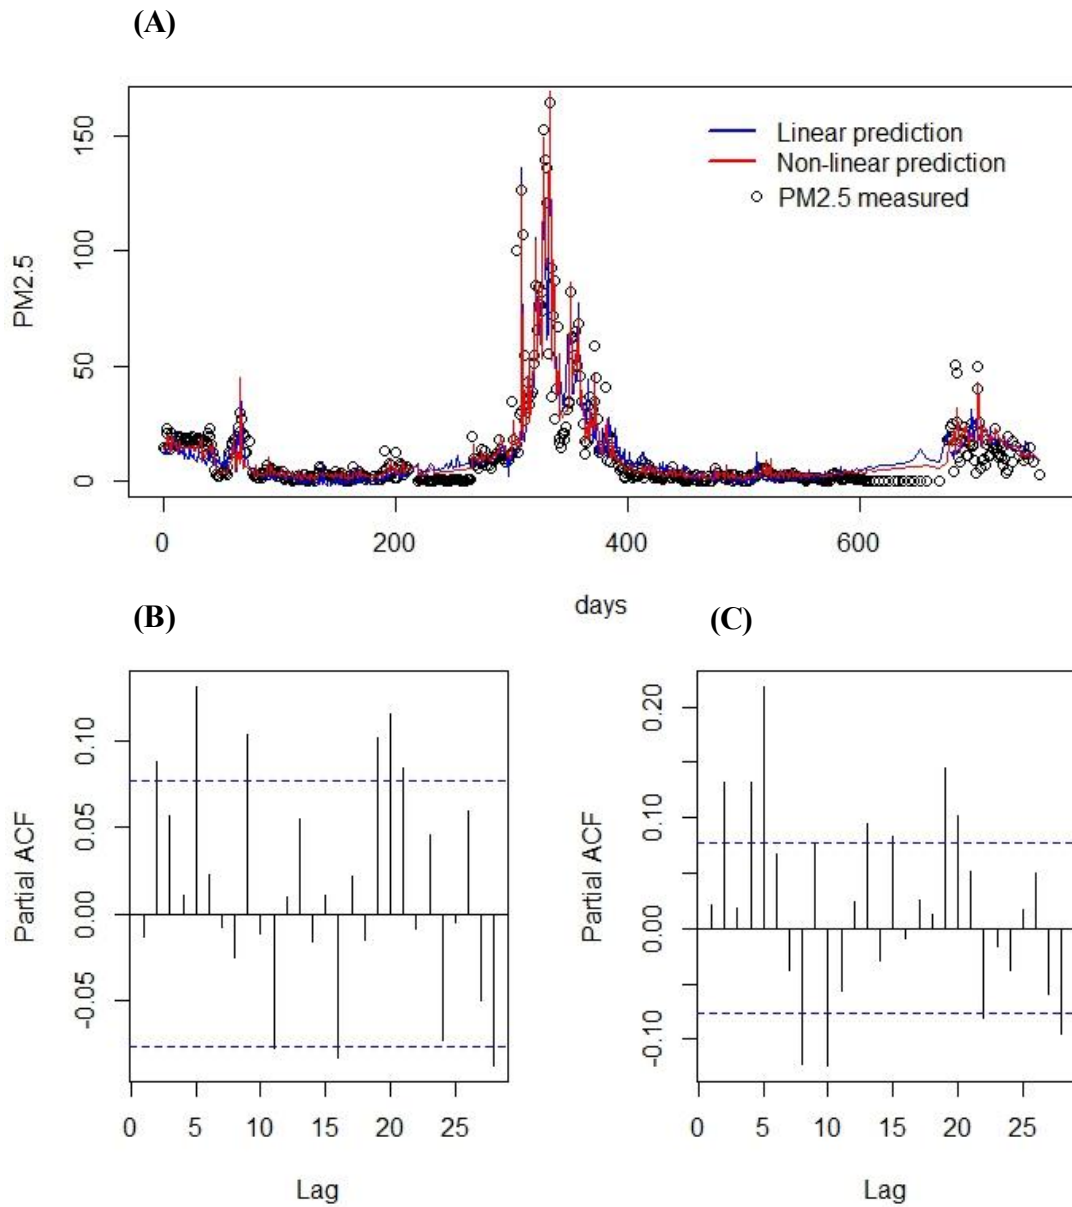 (A)
150
100
50
0
PM2.5
Linear prediction
Non-linear prediction
PM2.5 measured
0 200 400 600
days
(B)
0.10
0.05
0.00
-0.05
Partial ACF
0 5 10 15 20 25
Lag
(C)
0.20
0.10
0.00
-0.10
Partial ACF
0 5 10 15 20 25
Lag